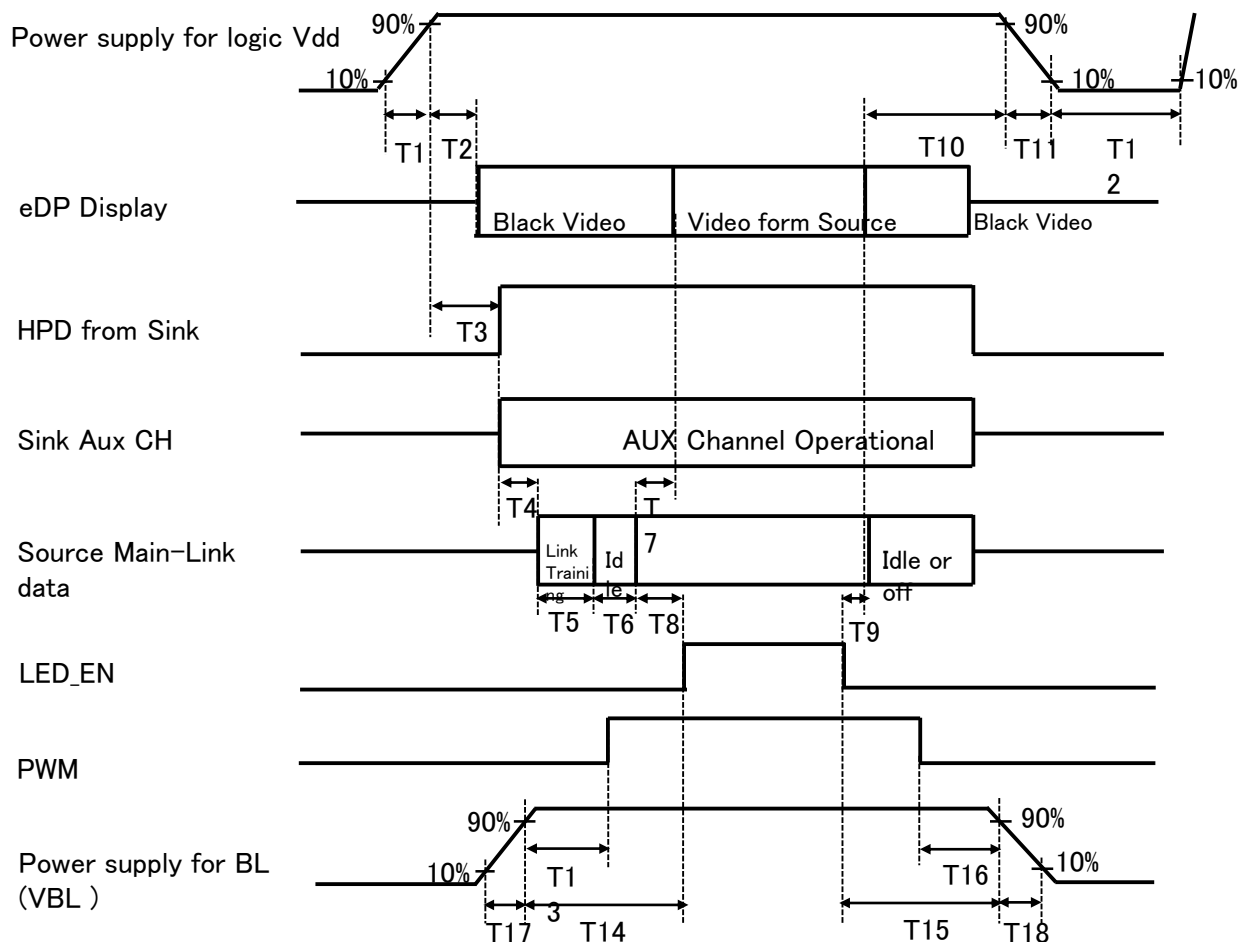 Power supply for logic Vdd
90%
90%
10%
10%
10%
T1
T2
T10
T11
T1
2
eDP Display
Black Video
Video form Source
Black Video
HPD from Sink
T3
Sink Aux CH
AUX Channel Operational
T4
T
7
Source Main-Link
data
Link
Traini
ng
Id
le
Idle or
off
T5
T6
T8
T9
LED_EN
PWM
90%
90%
Power supply for BL
(VBL )
10%
10%
T1
3
T16
T17
T14
T15
T18